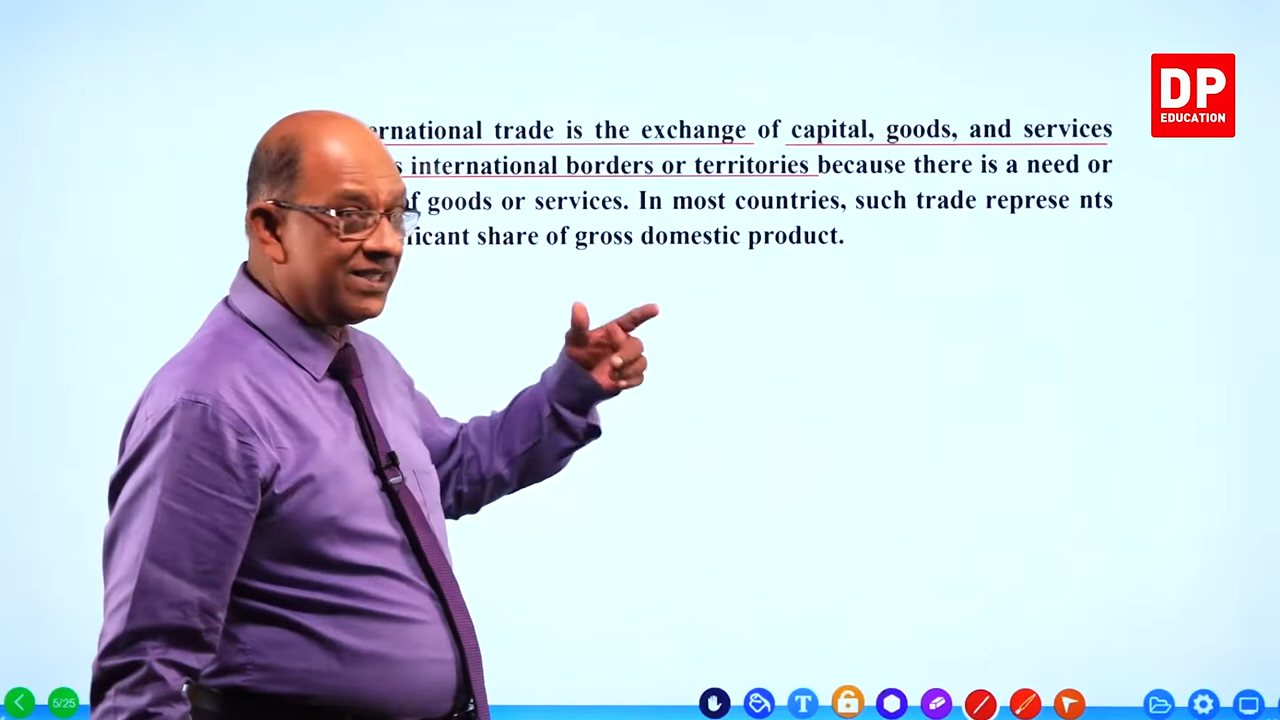 DP
EDUCATION
ernational trade is the exchange of capital, goods, and services
s international borders or territories because there is a need or
f goods or services. In most countries, such trade represe nts
icant share of gross domestic product.
5/25
T